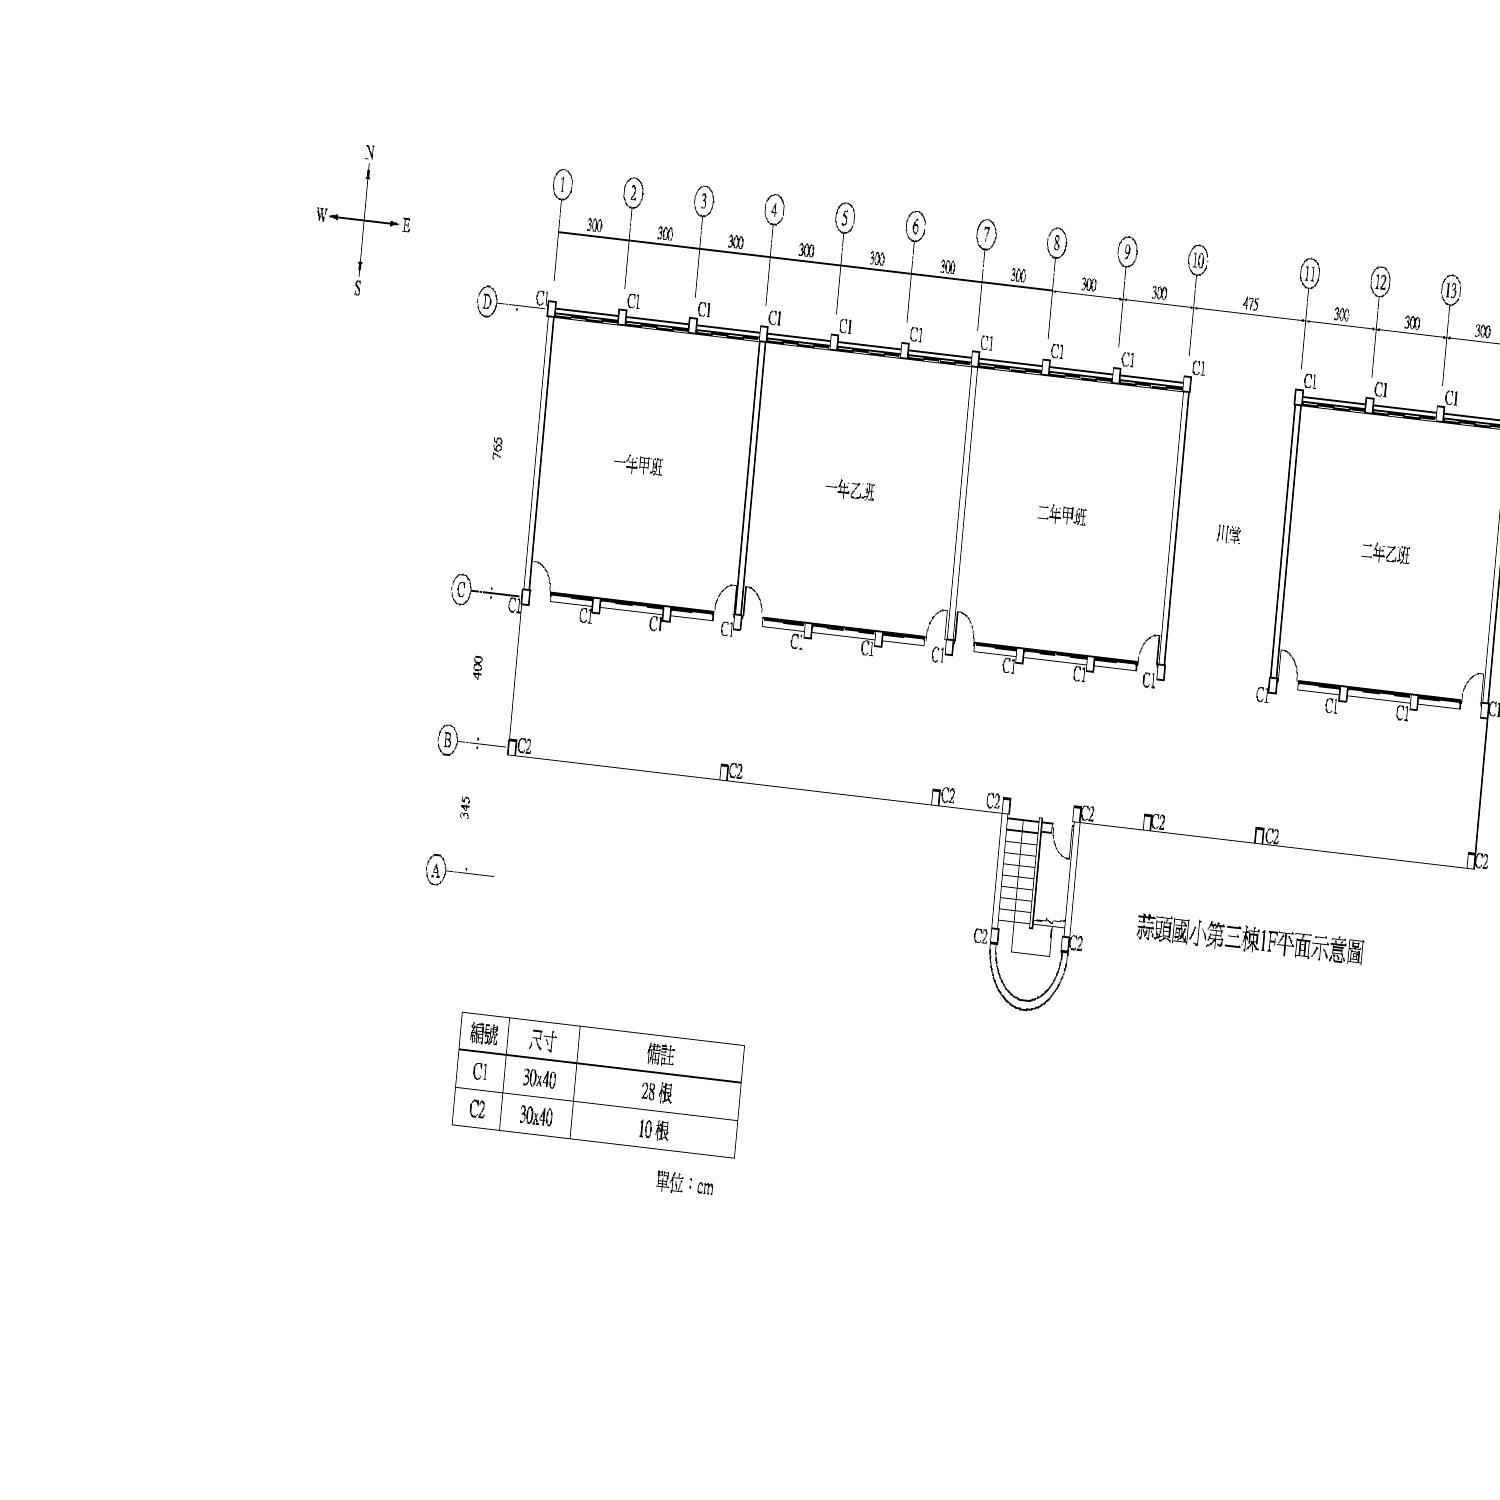 N
W E
S
1 2 3 4 5 6 7 8 9 10 11 12 13
300 300 300 300 300 300 300 300 300 475 300 300 300
D
C1 C1 C1 C1 C1 C1 C1 C1 C1 C1 C1 C1 C1
765
一年甲班 一年乙班 二年甲班 川堂 二年乙班
C
C1 C1 C1 C1 C1 C1 C1 C1 C1 C1 C1 C1 C1 C1
400
B
C2 C2 C2 C2 C2 C2 C2 C2
345
A
C2 C2
蒜頭國小第三棟1F平面示意圖
編號 尺寸 備註
C1 30x40 28 根
C2 30x40 10 根
單位：cm